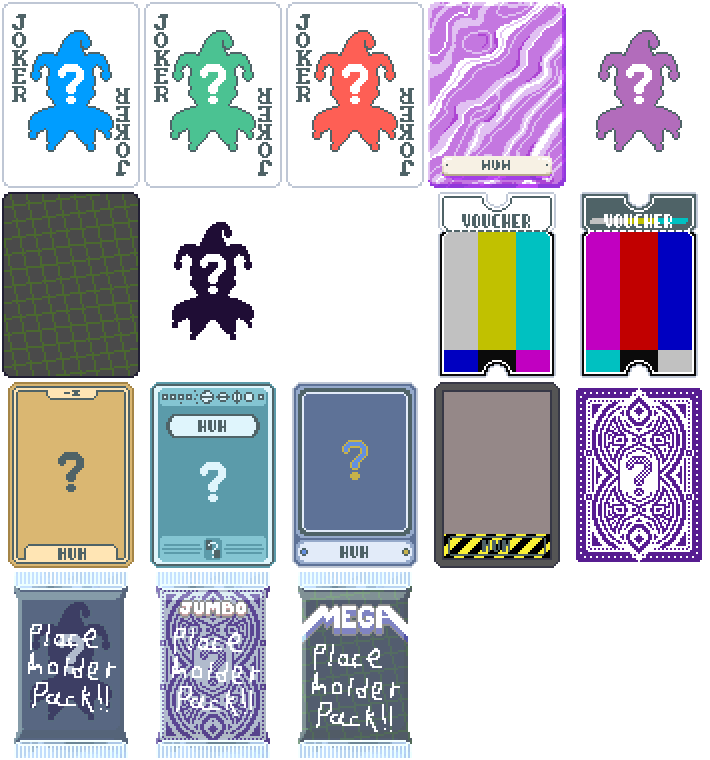 JOKER
?
JOKER
JOKER
?
JOKER
JOKER
?
JOKER
HUH
?
?
VOUCHER
VOUCHER
?
HUH
HUH
?
?
?
HUH
?
?
Place
holder
Pack!!
JUMBO
Place
holder
Pack!!
MEGA
Place
holder
Pack!!